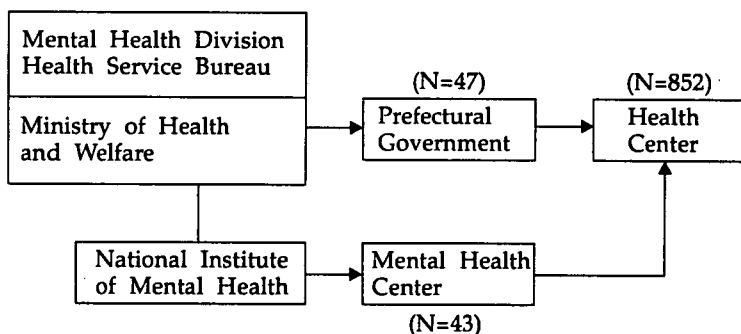 Mental Health Division
Health Service Bureau
Ministry of Health
and Welfare
(N=47)
Prefectural
Government
(N=852)
Health
Center
National Institute
of Mental Health
Mental Health
Center
(N=43)